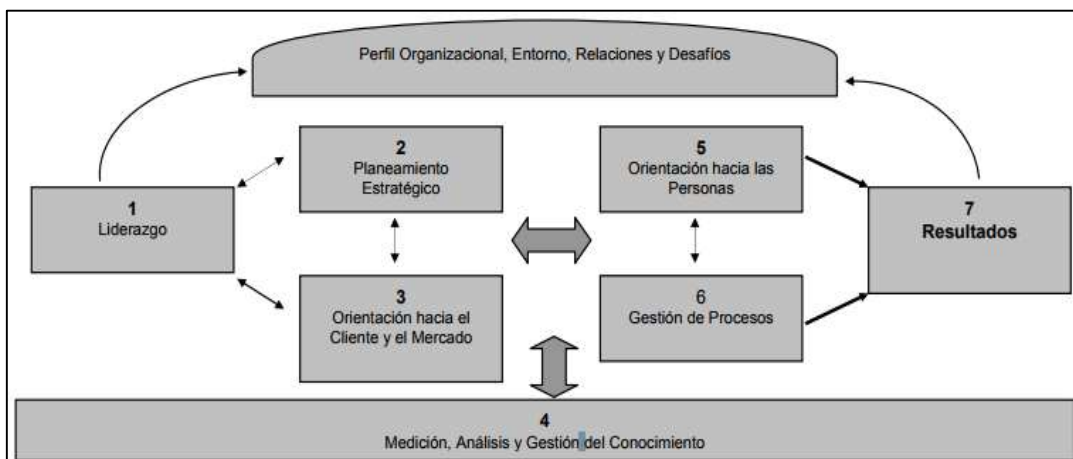 Perfil Organizacional, Entorno, Relaciones y Desafíos
1
Liderazgo
2
Planeamiento
Estratégico
3
Orientación hacia el
Cliente y el Mercado
5
Orientación hacia las
Personas
6
Gestión de Procesos
7
Resultados
4
Medición, Análisis y Gestión del Conocimiento